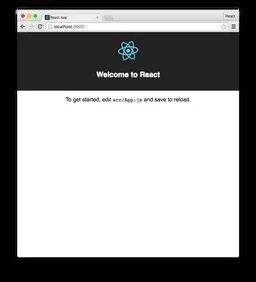 React App
React
localhost:3000
Welcome to React
To get started, edit src/App.js and save to reload.